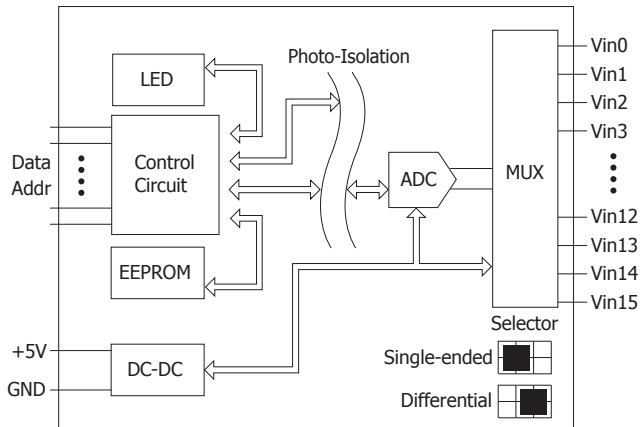 Photo-Isolation
LED
Control
Circuit
Data
Addr
EEPROM
+5V
GND
DC-DC
ADC
MUX
Vin0
Vin1
Vin2
Vin3
Vin12
Vin13
Vin14
Vin15
Selector
Single-ended
Differential